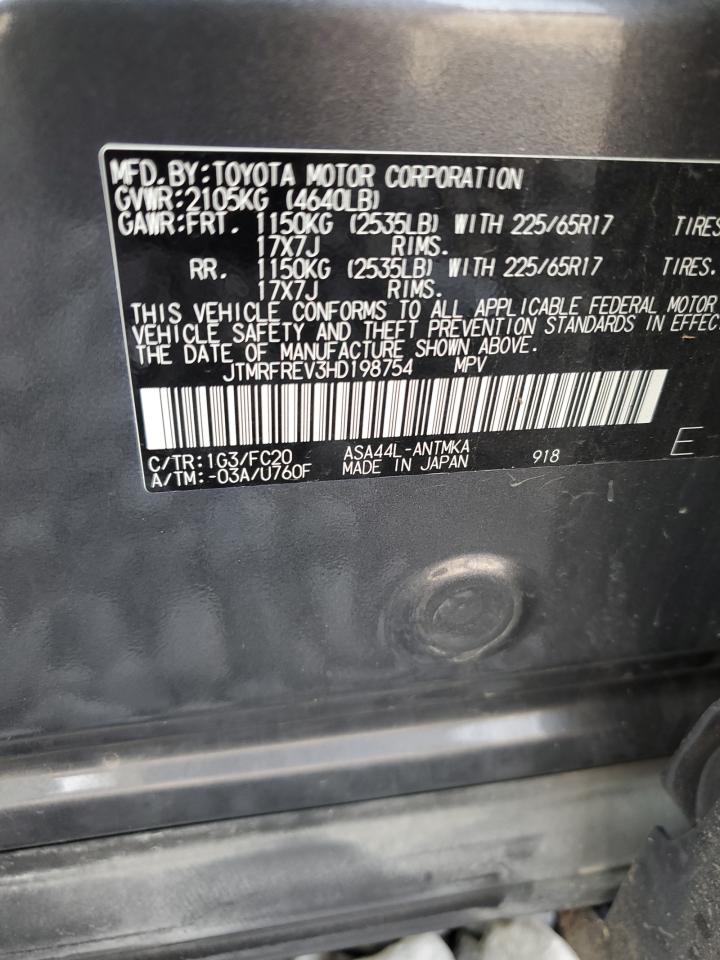 MFD.BY:TOYOTA MOTOR CORPORATION
GVWR:2105KG (4640LB)
GAWR:FRT. 1150KG (2535LB) WITH 225/65R17 TIRES
17X7J RIMS.
RR. 1150KG (2535LB) WITH 225/65R17 TIRES.
17X7J RIMS.
THIS VEHICLE CONFORMS TO ALL APPLICABLE FEDERAL MOTOR
VEHICLE SAFETY AND THEFT PREVENTION STANDARDS IN EFFEC
THE DATE OF MANUFACTURE SHOWN ABOVE.
JTMRFREV3HD198754 MPV
C/TR:1G3/FC20 ASA44L-ANTMKA 918 E
A/TM:-03A/U760F MADE IN JAPAN